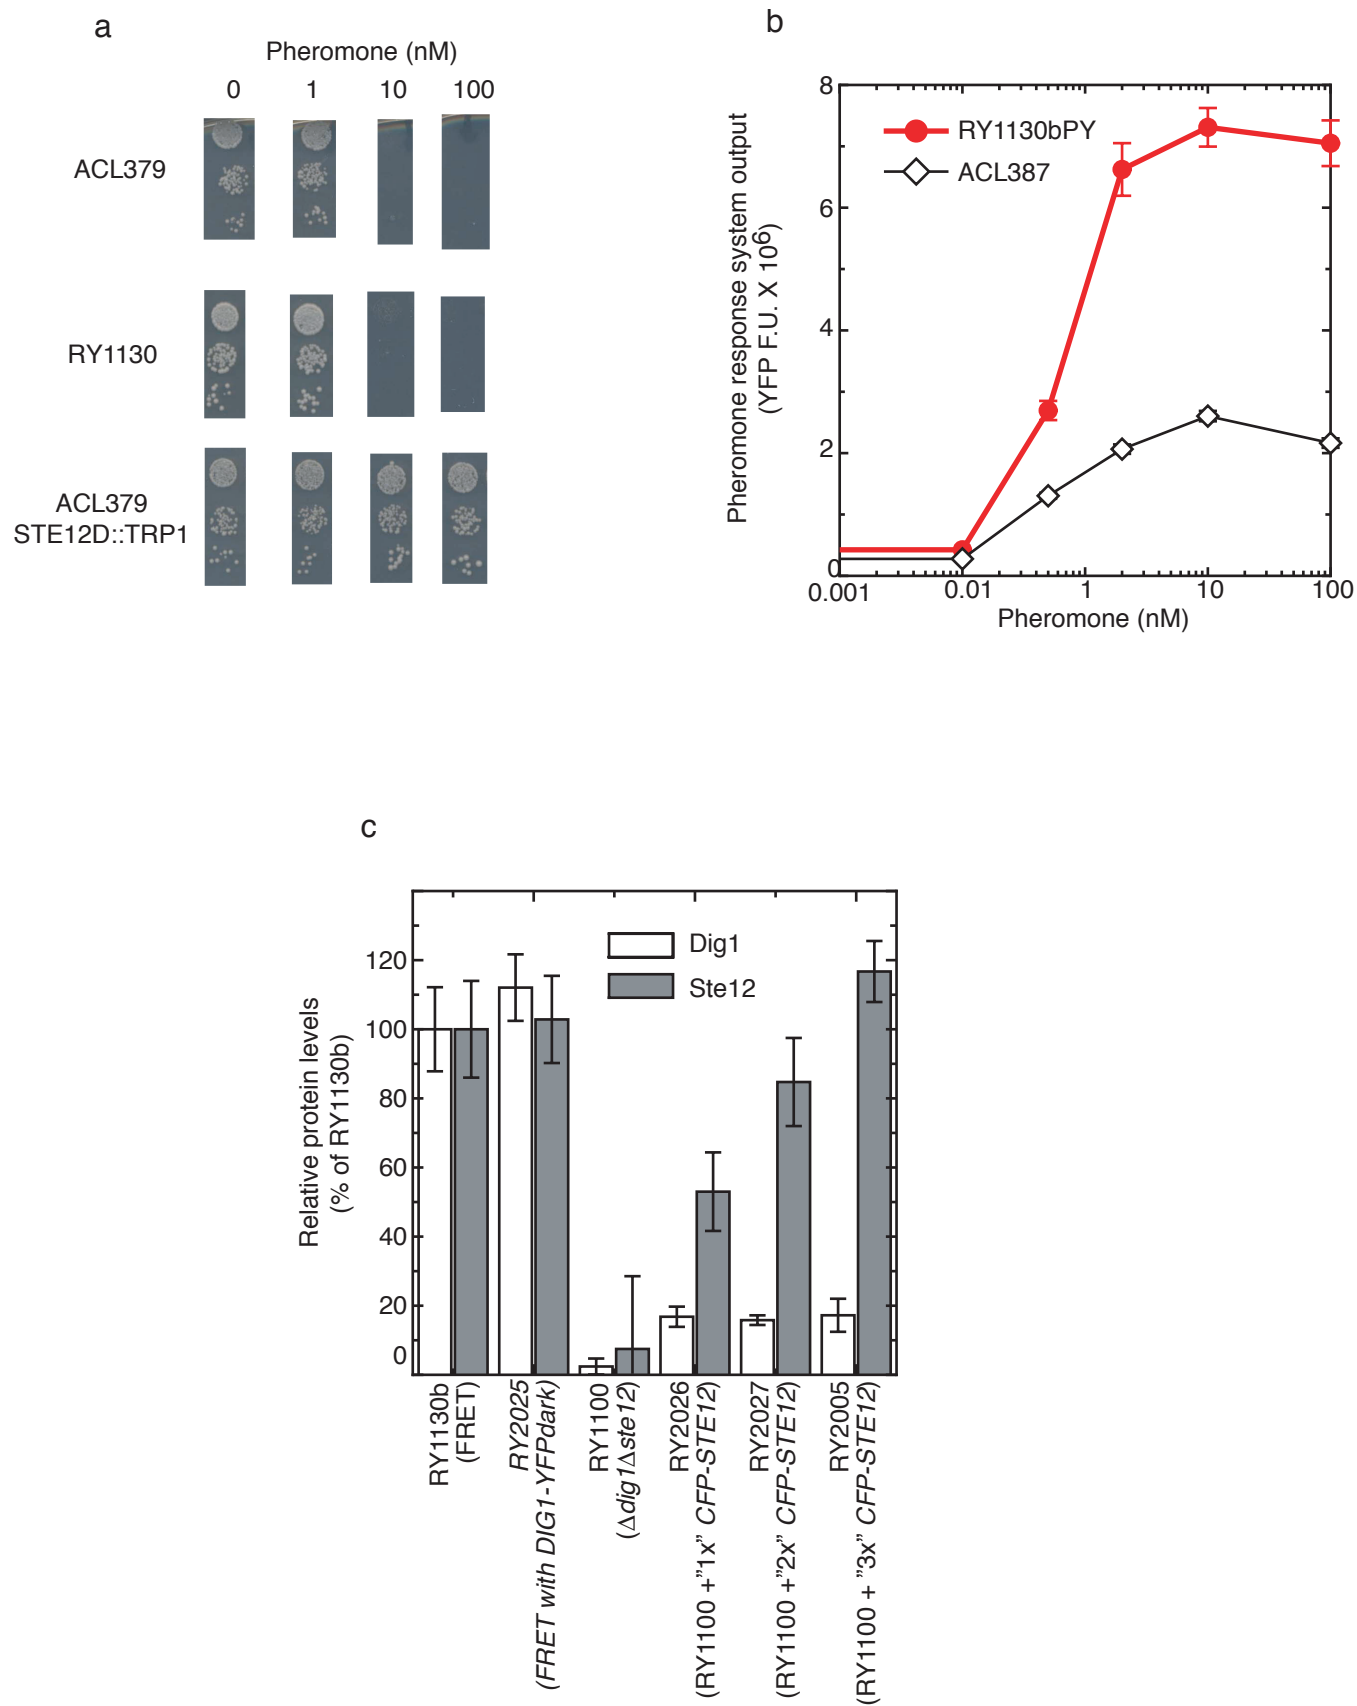 a
Pheromone (nM)
0 1 10 100
ACL379
RY1130
ACL379
STE12D::TRP1
b
Pheromone response system output
(YFP F.U. X 10⁶)
8
6
4
2
0
RY1130bPY
ACL387
0.001 0.01 1 10 100
Pheromone (nM)
c
Relative protein levels
(% of RY1130b)
120
100
80
60
40
20
0
Dig1
Ste12
RY1130b
(FRET)
RY2025
(FRET with DIG1-YFPdark)
RY1100
(Δdig1Δste12)
RY2026
(RY1100 +"1x" CFP-STE12)
RY2027
(RY1100 +"2x" CFP-STE12)
RY2005
(RY1100 + "3x" CFP-STE12)